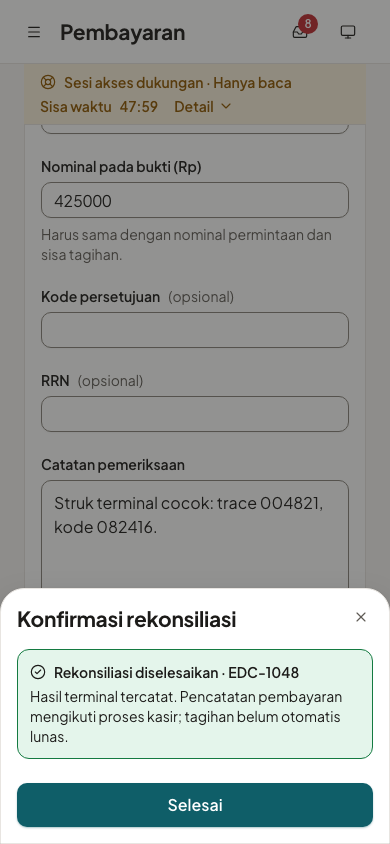 Pembayaran
8
Sesi akses dukungan · Hanya baca
Sisa waktu 47:59 Detail
Nominal pada bukti (Rp)
425000
Harus sama dengan nominal permintaan dan
sisa tagihan.
Kode persetujuan (opsional)
RRN (opsional)
Catatan pemeriksaan
Struk terminal cocok: trace 004821,
kode 082416.
Konfirmasi rekonsiliasi
Rekonsiliasi diselesaikan · EDC-1048
Hasil terminal tercatat. Pencatatan pembayaran
mengikuti proses kasir; tagihan belum otomatis
lunas.
Selesai